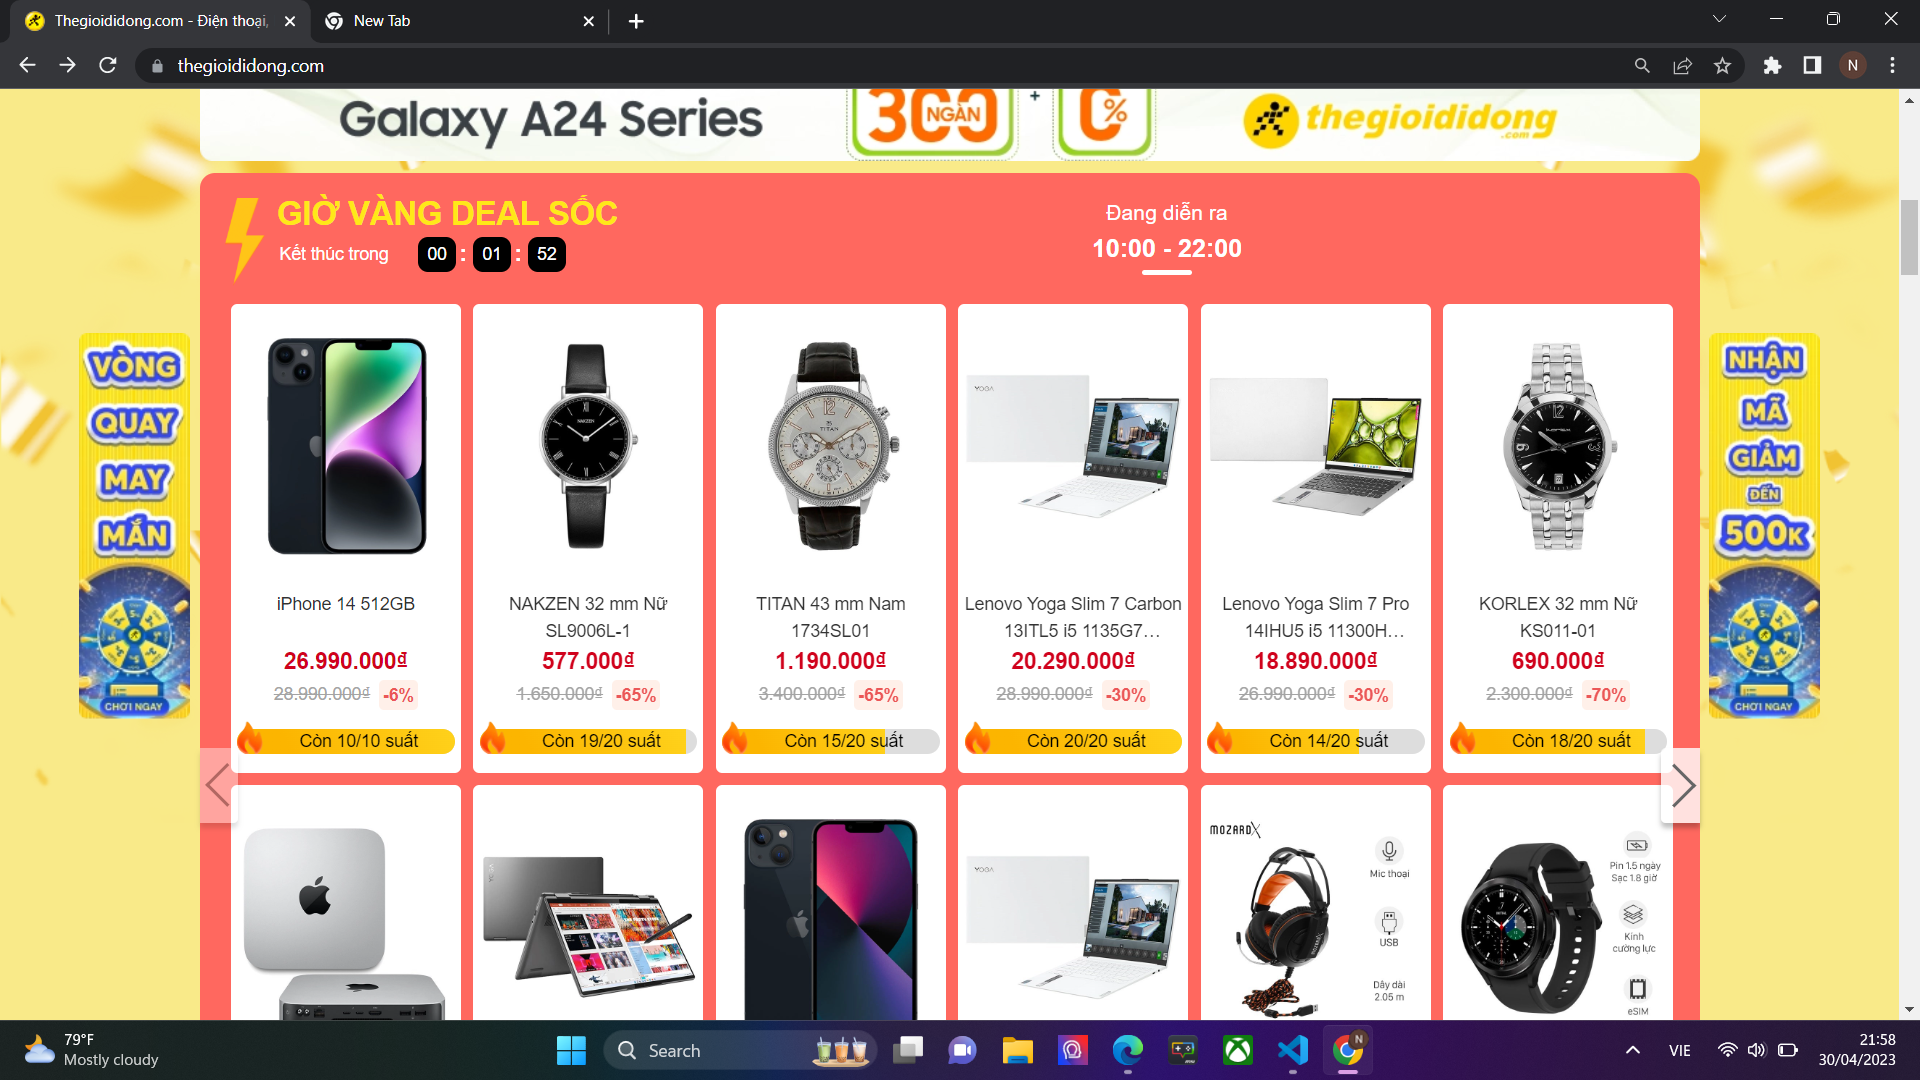 Thegioididong.com - Điện thoại,
New Tab
thegioididong.com
N
Galaxy A24 Series
300 NGÀN
+
0%
thegioididong
.com
GIỜ VÀNG DEAL SỐC
Kết thúc trong 00 : 01 : 52
Đang diễn ra
10:00 - 22:00
VÒNG
QUAY
MAY
MẮN
CHƠI NGAY
NHẬN
MÃ
GIẢM
ĐẾN
500K
CHƠI NGAY
iPhone 14 512GB
26.990.000₫
28.990.000₫ -6%
Còn 10/10 suất
NAKZEN
NAKZEN 32 mm Nữ
SL9006L-1
577.000₫
1.650.000₫ -65%
Còn 19/20 suất
TITAN
TITAN 43 mm Nam
1734SL01
1.190.000₫
3.400.000₫ -65%
Còn 15/20 suất
YOGA
Lenovo Yoga Slim 7 Carbon
13ITL5 i5 1135G7...
20.290.000₫
28.990.000₫ -30%
Còn 20/20 suất
Lenovo Yoga Slim 7 Pro
14IHU5 i5 11300H...
18.890.000₫
26.990.000₫ -30%
Còn 14/20 suất
KORLEX 32 mm Nữ
KS011-01
690.000₫
2.300.000₫ -70%
Còn 18/20 suất
YOGA
MOZARDX
Mic thoại
USB
Dây dài
2.05 m
Pin 1.5 ngày
Sạc 1.8 giờ
Kính
cường lực
eSIM
79°F
Mostly cloudy
Search
N
VIE
21:58
30/04/2023